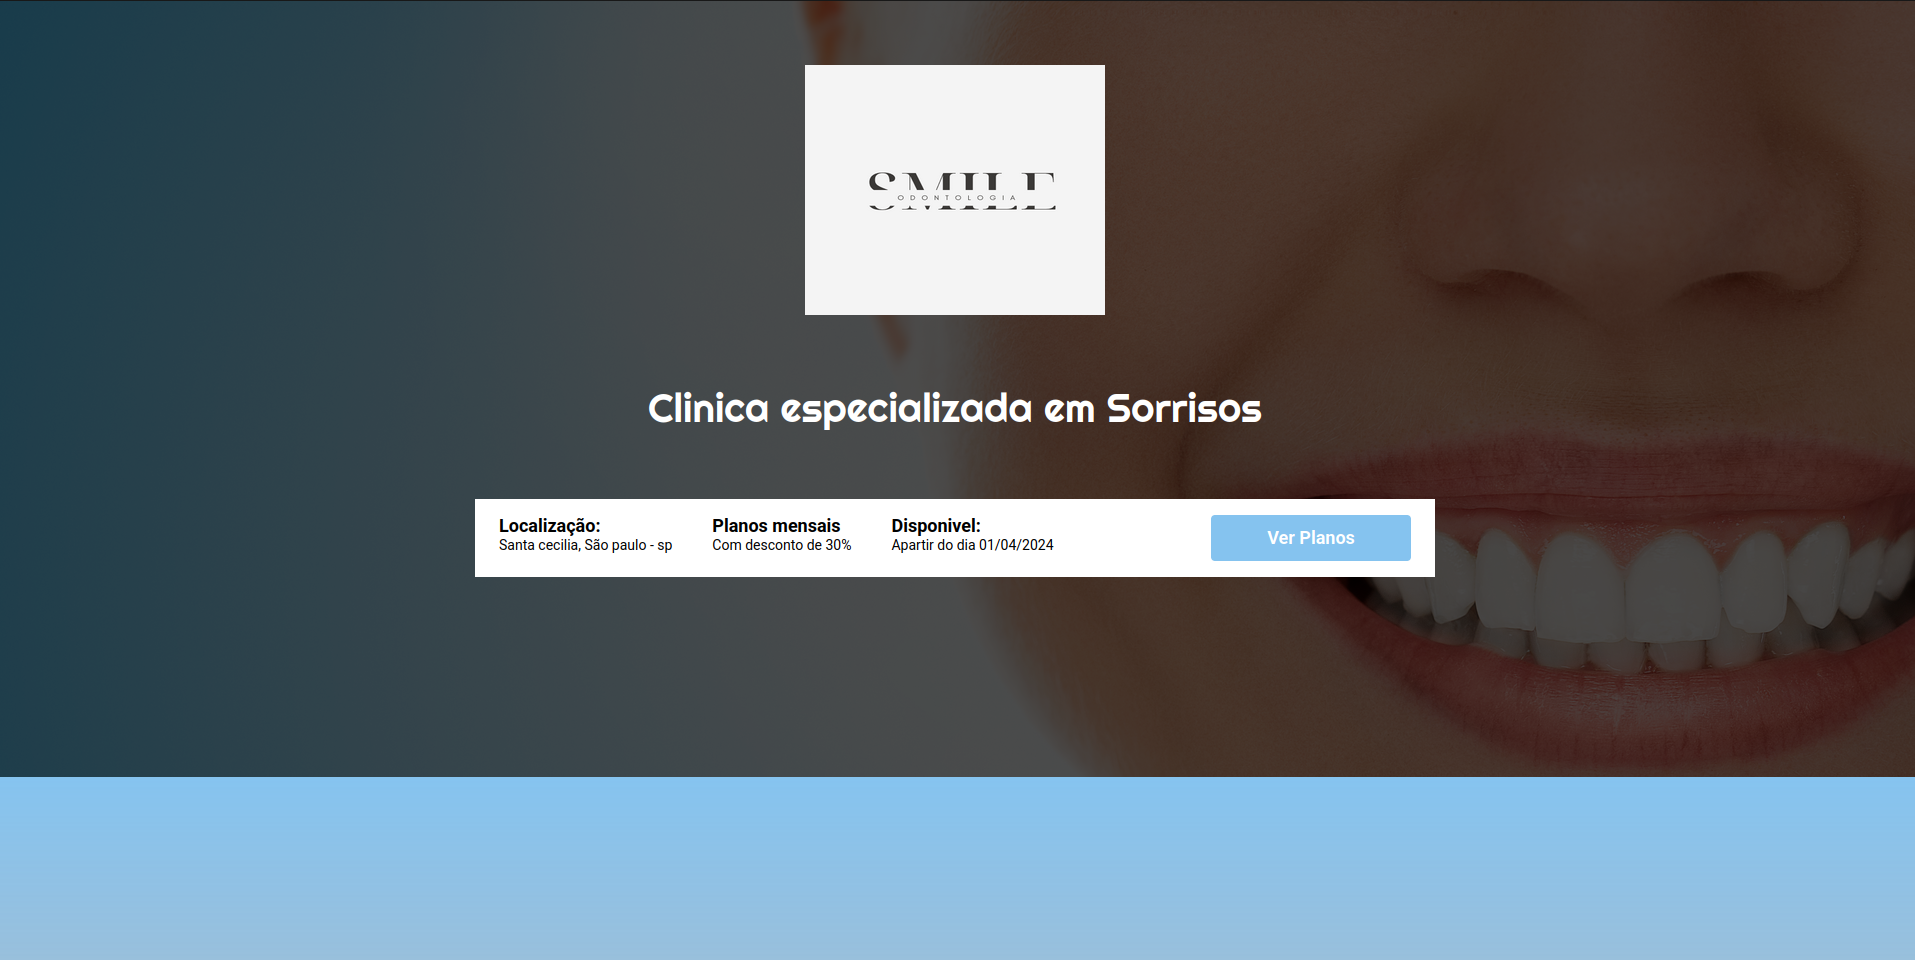 SMILE
ODONTOLOGIA
Clinica especializada em Sorrisos
Localização:
Santa cecilia, São paulo - sp
Planos mensais
Com desconto de 30%
Disponivel:
Apartir do dia 01/04/2024
Ver Planos